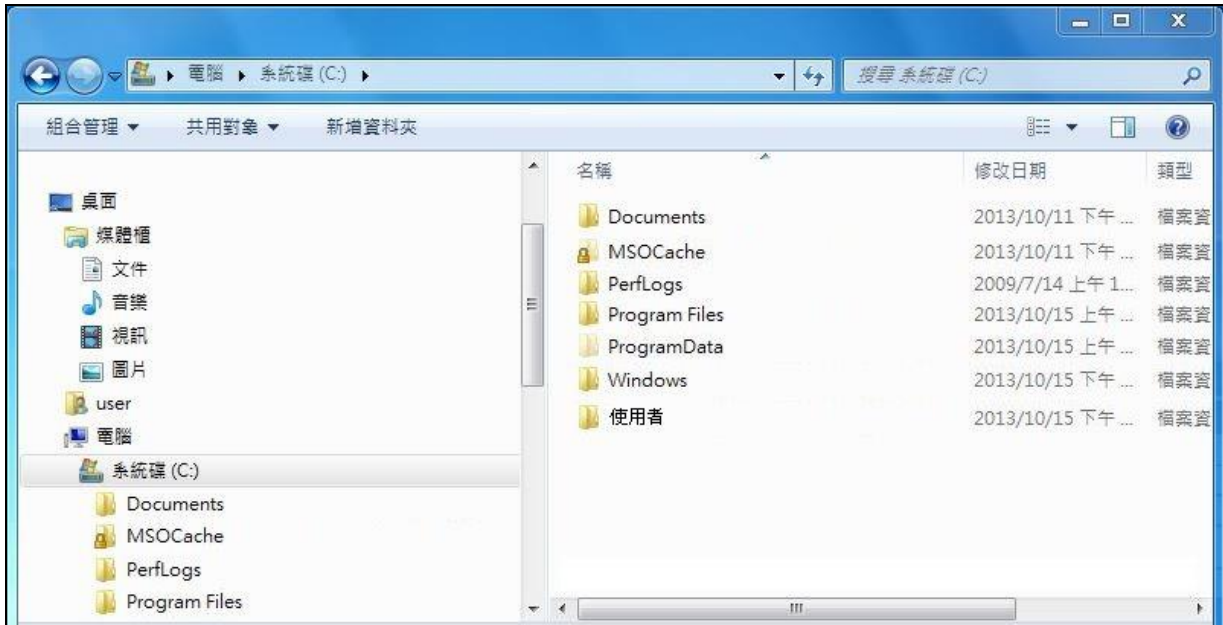 電腦 系統碟 (C:) 搜尋 系統碟 (C:)
組合管理 共用對象 新增資料夾
桌面
媒體櫃
文件
音樂
視訊
圖片
user
電腦
系統碟 (C:)
Documents
MSOCache
PerfLogs
Program Files
名稱 修改日期 類型
Documents 2013/10/11 下午 ... 檔案資
MSOCache 2013/10/11 下午 ... 檔案資
PerfLogs 2009/7/14 上午 1... 檔案資
Program Files 2013/10/15 上午 ... 檔案資
ProgramData 2013/10/15 上午 ... 檔案資
Windows 2013/10/15 下午 ... 檔案資
使用者 2013/10/15 下午 ... 檔案資